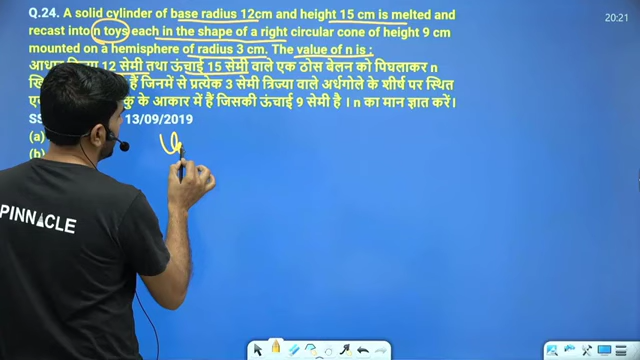 Q.24. A solid cylinder of base radius 12cm and height 15 cm is melted and
20:21
recast into n toys each in the shape of a right circular cone of height 9 cm
mounted on a hemisphere of radius 3 cm. The value of n is :
12 सेमी तथा ऊंचाई 15 सेमी वाले एक ठोस बेलन को पिघलाकर n
हैं जिनमें से प्रत्येक 3 सेमी त्रिज्या वाले अर्धगोले के शीर्ष पर स्थित
के आकार में हैं जिसकी ऊंचाई 9 सेमी है । n का मान ज्ञात करें।
13/09/2019
(a)
(b)
PINNACLE